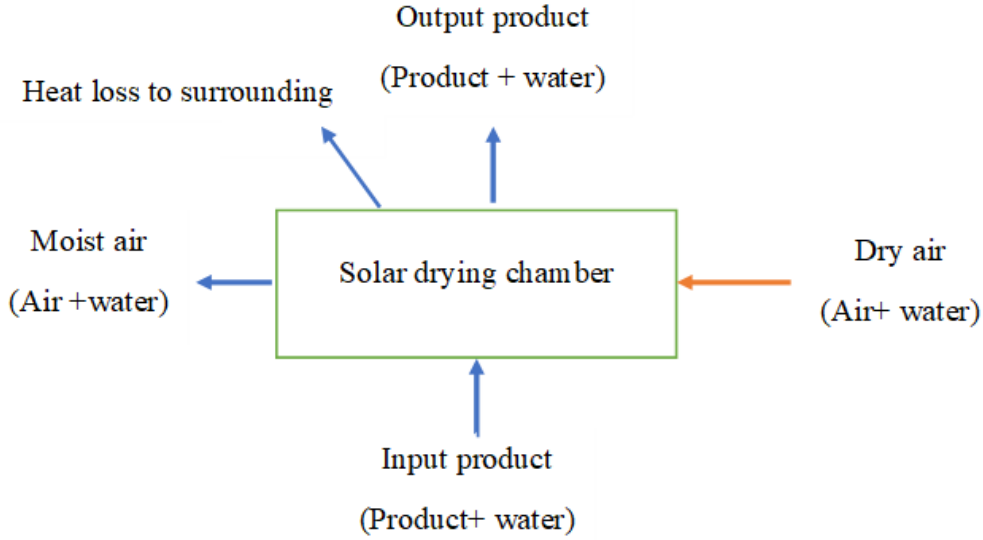 Output product
(Product + water)
Heat loss to surrounding
Moist air
(Air +water)
Solar drying chamber
Dry air
(Air+ water)
Input product
(Product+ water)